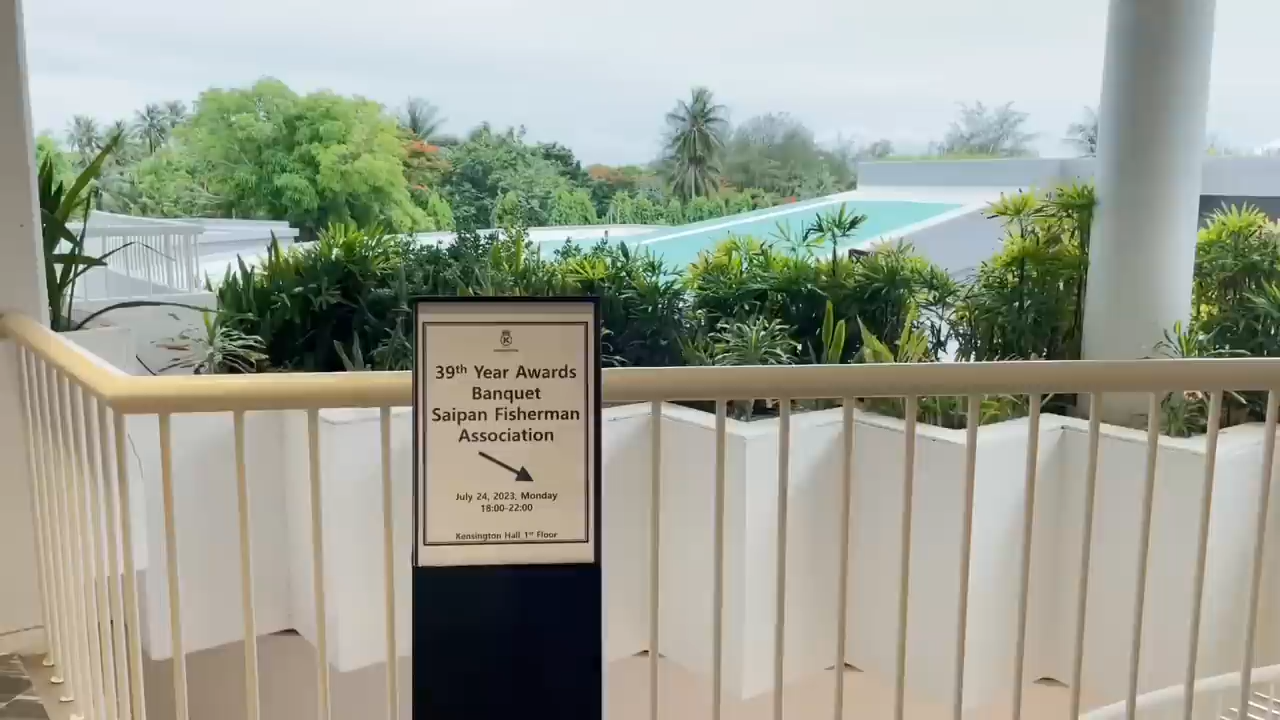 39th Year Awards
Banquet
Saipan Fisherman
Association
July 24, 2023, Monday
18:00-22:00
Kensington Hall 1st Floor